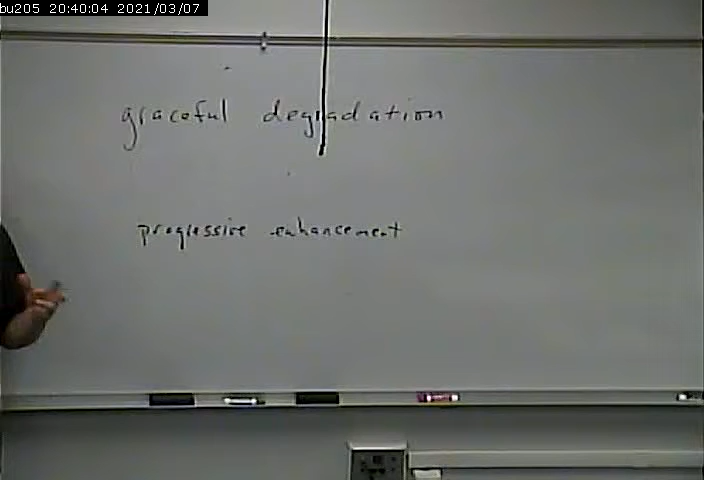 bu205 20:40:04 2021/03/07
graceful degradation
progressive enhancement